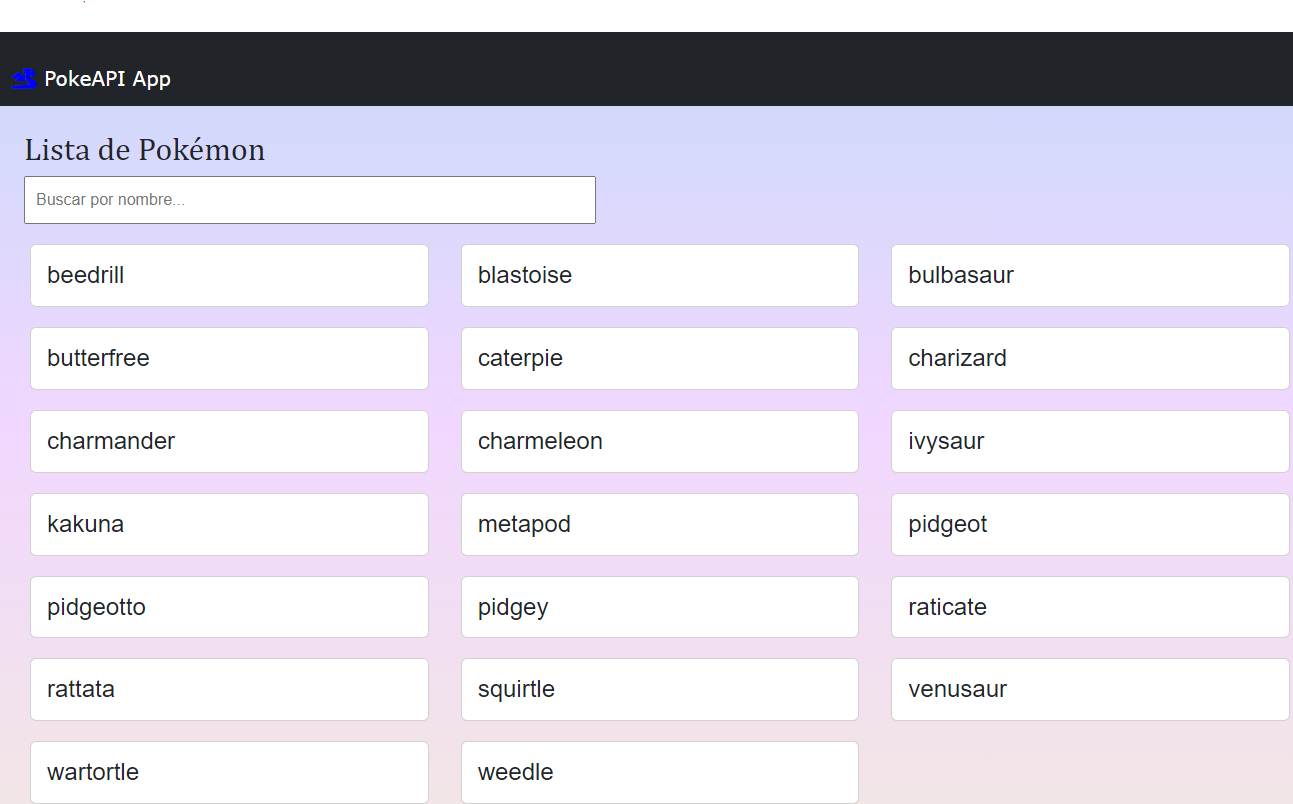 PokeAPI App
Lista de Pokémon
Buscar por nombre...
beedrill
blastoise
bulbasaur
butterfree
caterpie
charizard
charmander
charmeleon
ivysaur
kakuna
metapod
pidgeot
pidgeotto
pidgey
raticate
rattata
squirtle
venusaur
wartortle
weedle